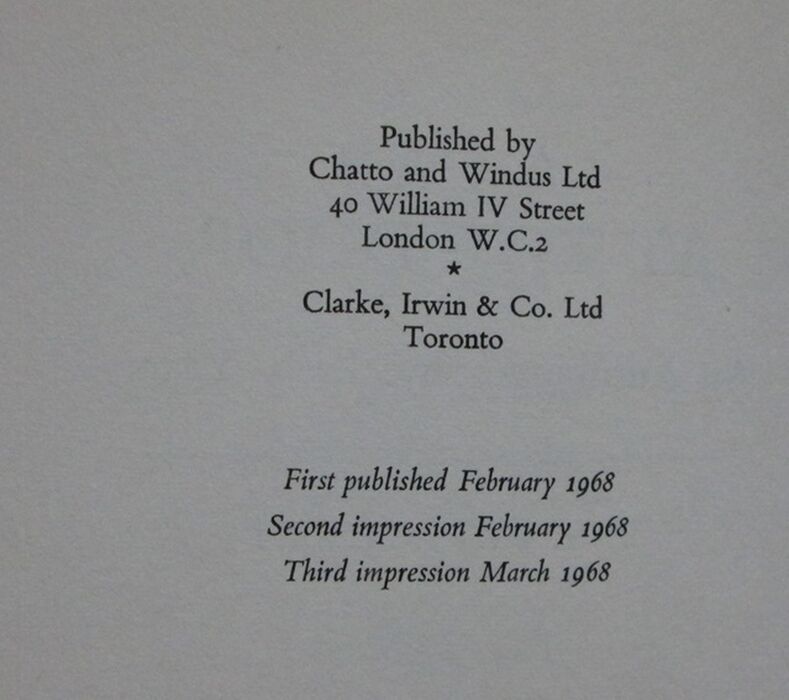 Published by
Chatto and Windus Ltd
40 William IV Street
London W.C.2
★
Clarke, Irwin & Co. Ltd
Toronto
First published February 1968
Second impression February 1968
Third impression March 1968